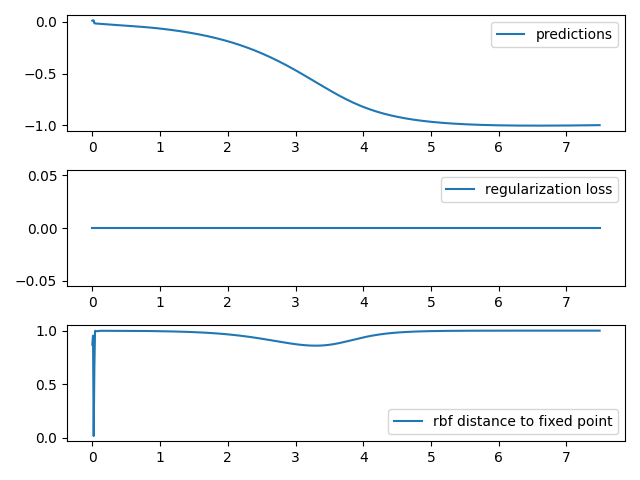 predictions
0.0
−0.5
−1.0
0 1 2 3 4 5 6 7
regularization loss
0.05
0.00
−0.05
0 1 2 3 4 5 6 7
1.0
0.5
0.0
rbf distance to fixed point
0 1 2 3 4 5 6 7